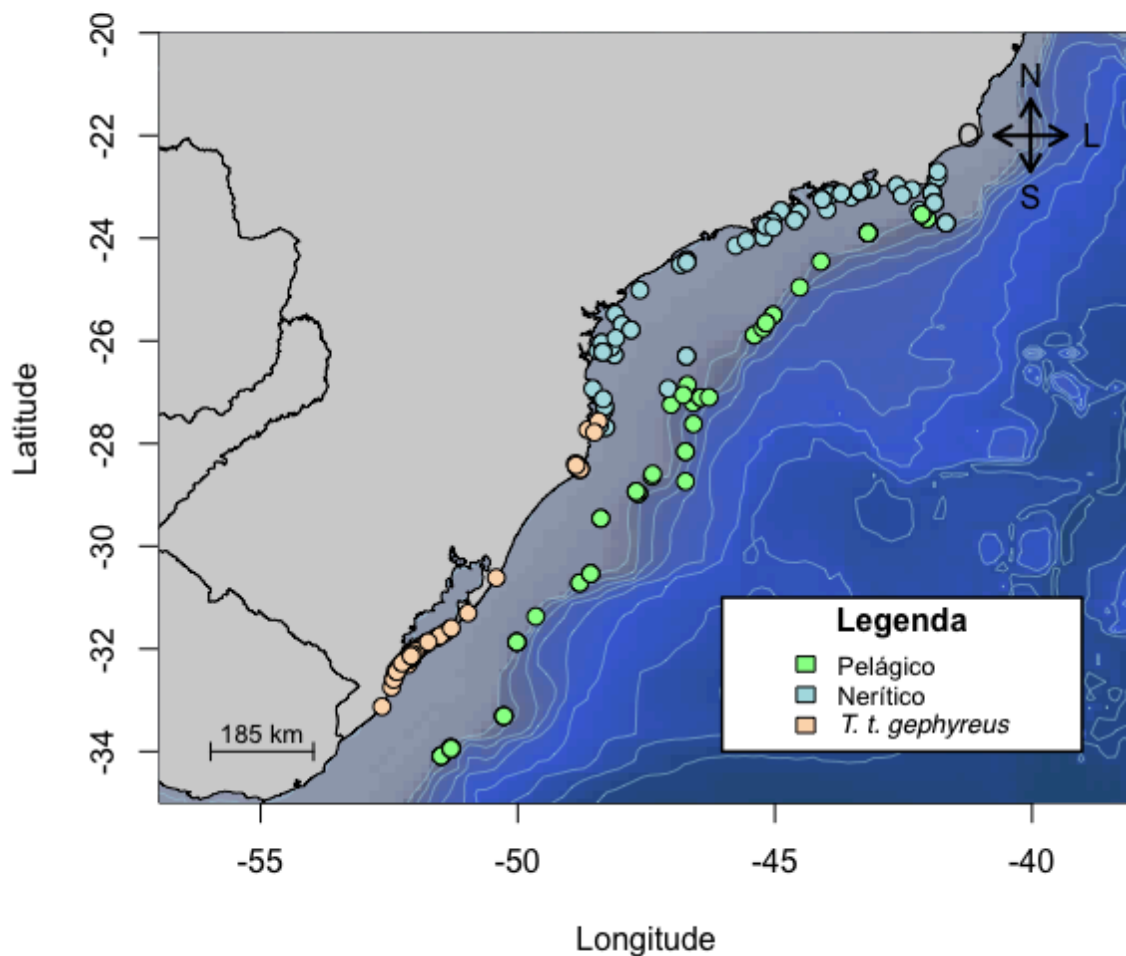 -20
-22
-24
-26
-28
-30
-32
-34
Latitude
N
O
L
S
Legenda
Pelágico
Nerítico
T. t. gephyreus
185 km
-55
-50
-45
-40
Longitude